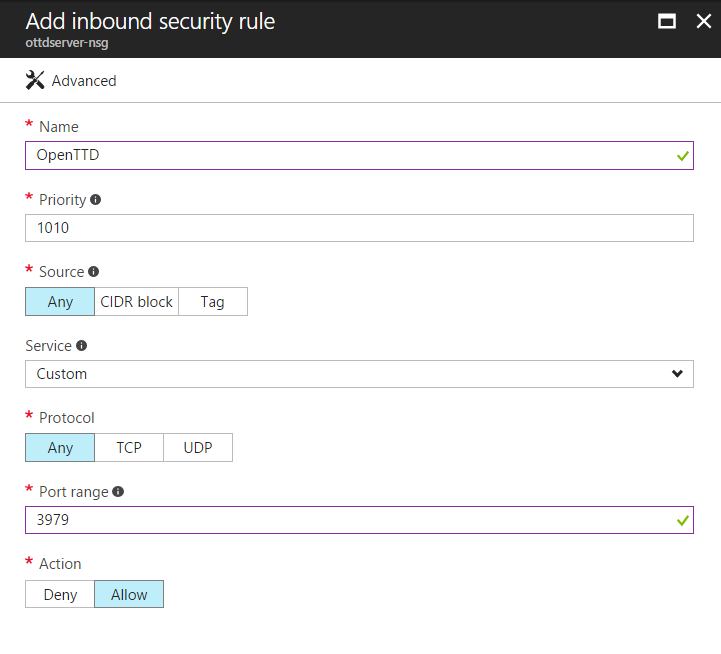 Add inbound security rule
ottdserver-nsg
Advanced
* Name
OpenTTD
* Priority
1010
* Source
Any CIDR block Tag
Service
Custom
* Protocol
Any TCP UDP
* Port range
3979
* Action
Deny Allow